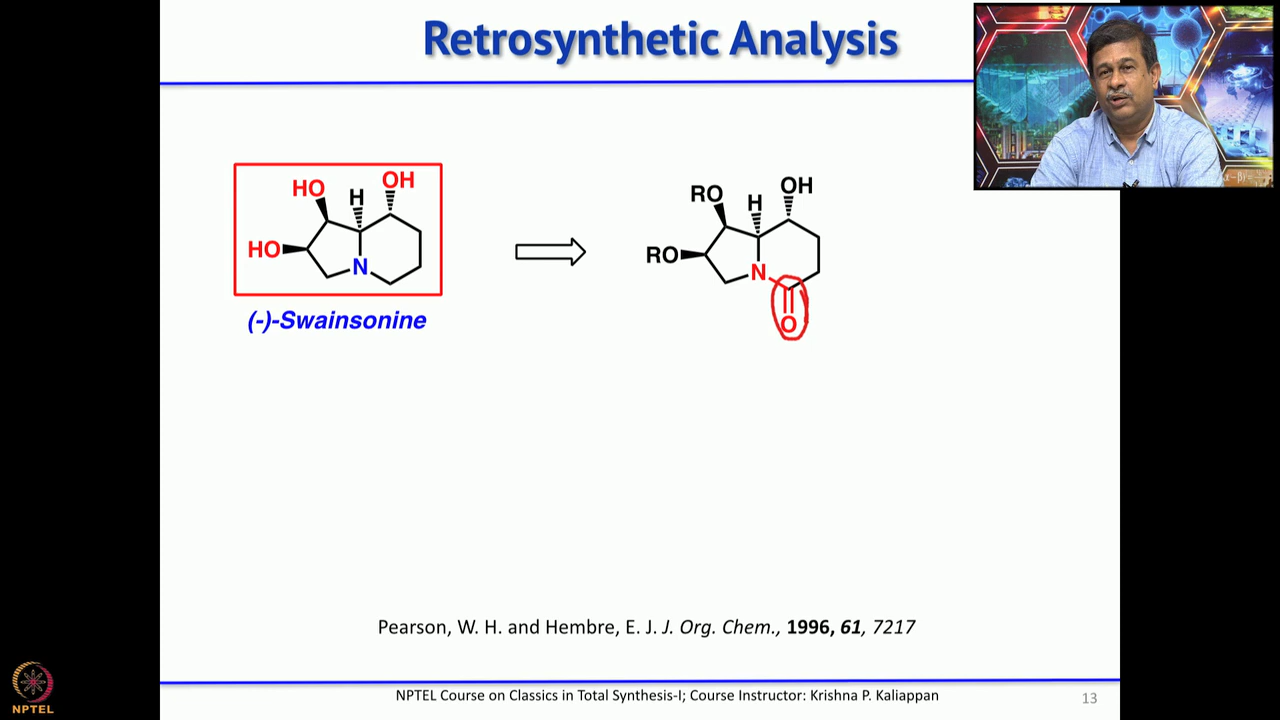 Retrosynthetic Analysis
HO
H
OH
HO
N
(-)-Swainsonine
RO
H
OH
RO
N
O
Pearson, W. H. and Hembre, E. J. J. Org. Chem., 1996, 61, 7217
NPTEL Course on Classics in Total Synthesis-I; Course Instructor: Krishna P. Kaliappan
13
NPTEL